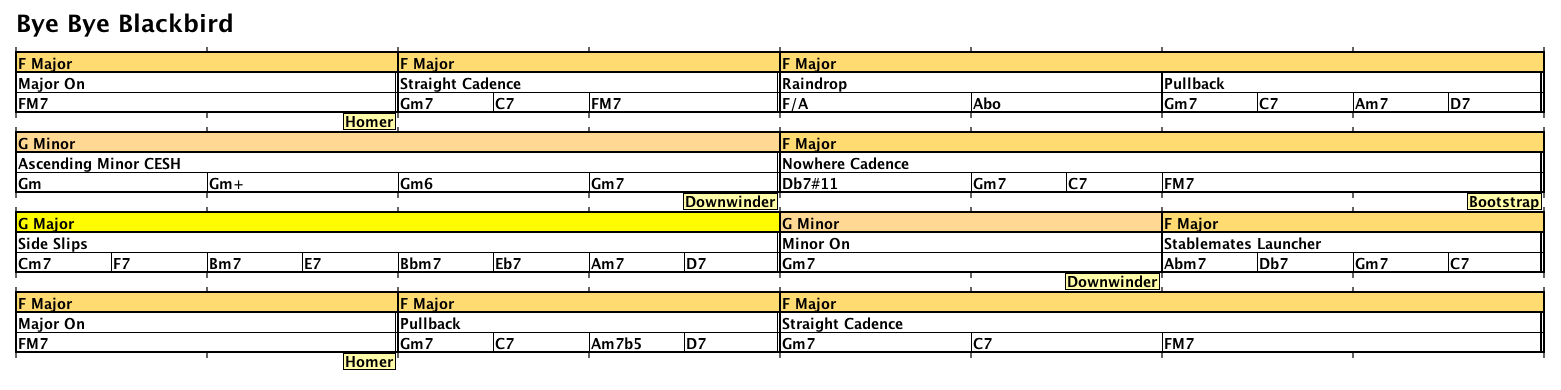 Bye Bye Blackbird
F Major F Major F Major
Major On Straight Cadence Raindrop Pullback
FM7 Gm7 C7 FM7 F/A Abo Gm7 C7 Am7 D7
Homer
G Minor F Major
Ascending Minor CESH Nowhere Cadence
Gm Gm+ Gm6 Gm7 Db7#11 Gm7 C7 FM7
Downwinder Bootstrap
G Major G Minor F Major
Side Slips Minor On Stablemates Launcher
Cm7 F7 Bm7 E7 Bbm7 Eb7 Am7 D7 Gm7 Abm7 Db7 Gm7 C7
Downwinder
F Major F Major F Major
Major On Pullback Straight Cadence
FM7 Gm7 C7 Am7b5 D7 Gm7 C7 FM7
Homer